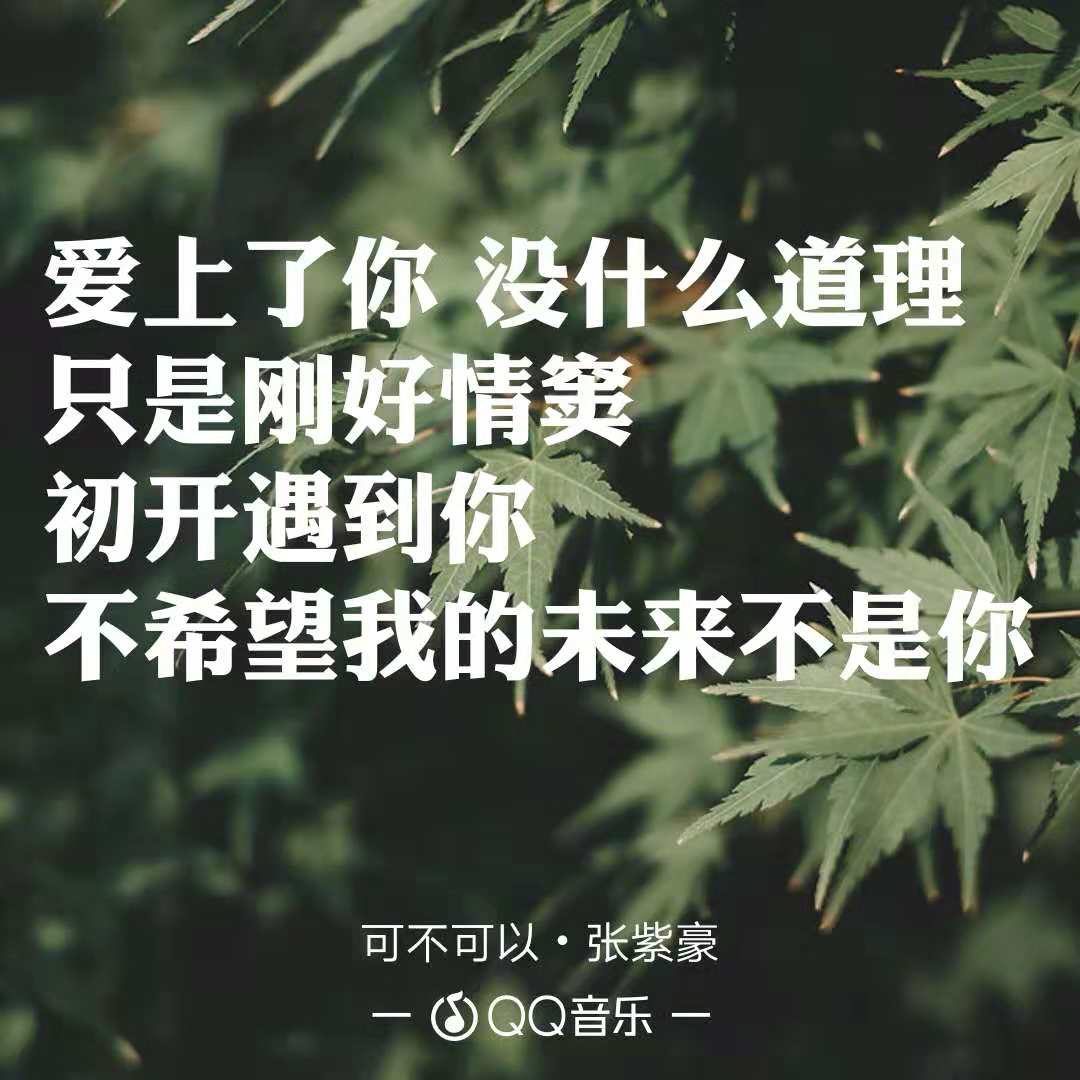 爱上了你 没什么道理
只是刚好情窦
初开遇到你
不希望我的未来不是你
可不可以·张紫豪
— QQ音乐 —